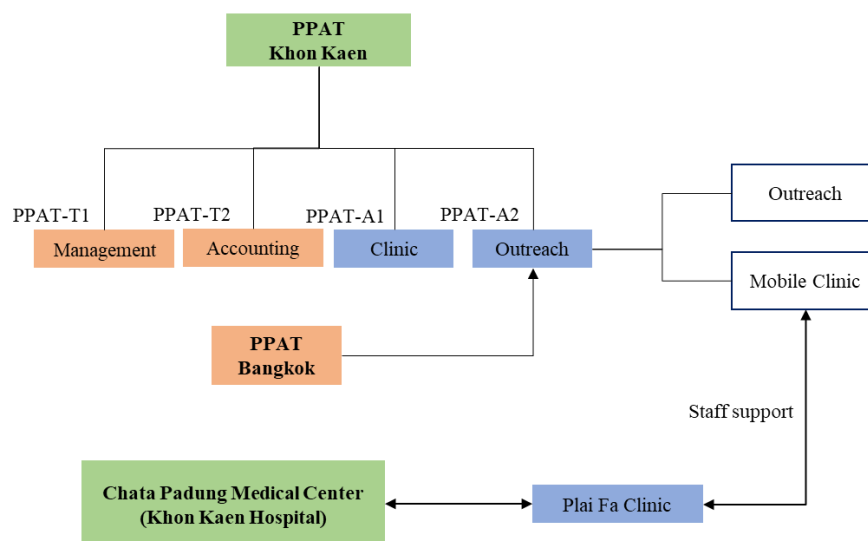 PPAT
Khon Kaen
PPAT-T1
PPAT-T2
PPAT-A1
PPAT-A2
Management
Accounting
Clinic
Outreach
Outreach
Mobile Clinic
PPAT
Bangkok
Staff support
Chata Padung Medical Center
(Khon Kaen Hospital)
Plai Fa Clinic